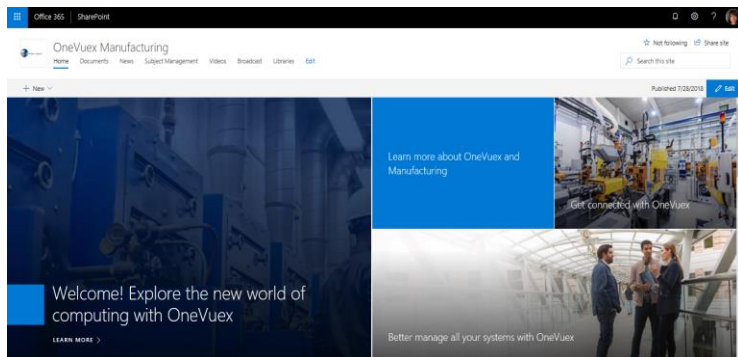 Office 365 SharePoint
OneVuex Manufacturing
Not following Share site
Home Documents News Subject Management Videos Broadcast Libraries Edit
Search this site
+ New
Published 7/28/2018 Edit
Learn more about OneVuex and
Manufacturing
Get connected with OneVuex
Welcome! Explore the new world of
computing with OneVuex
LEARN MORE
Better manage all your systems with OneVuex